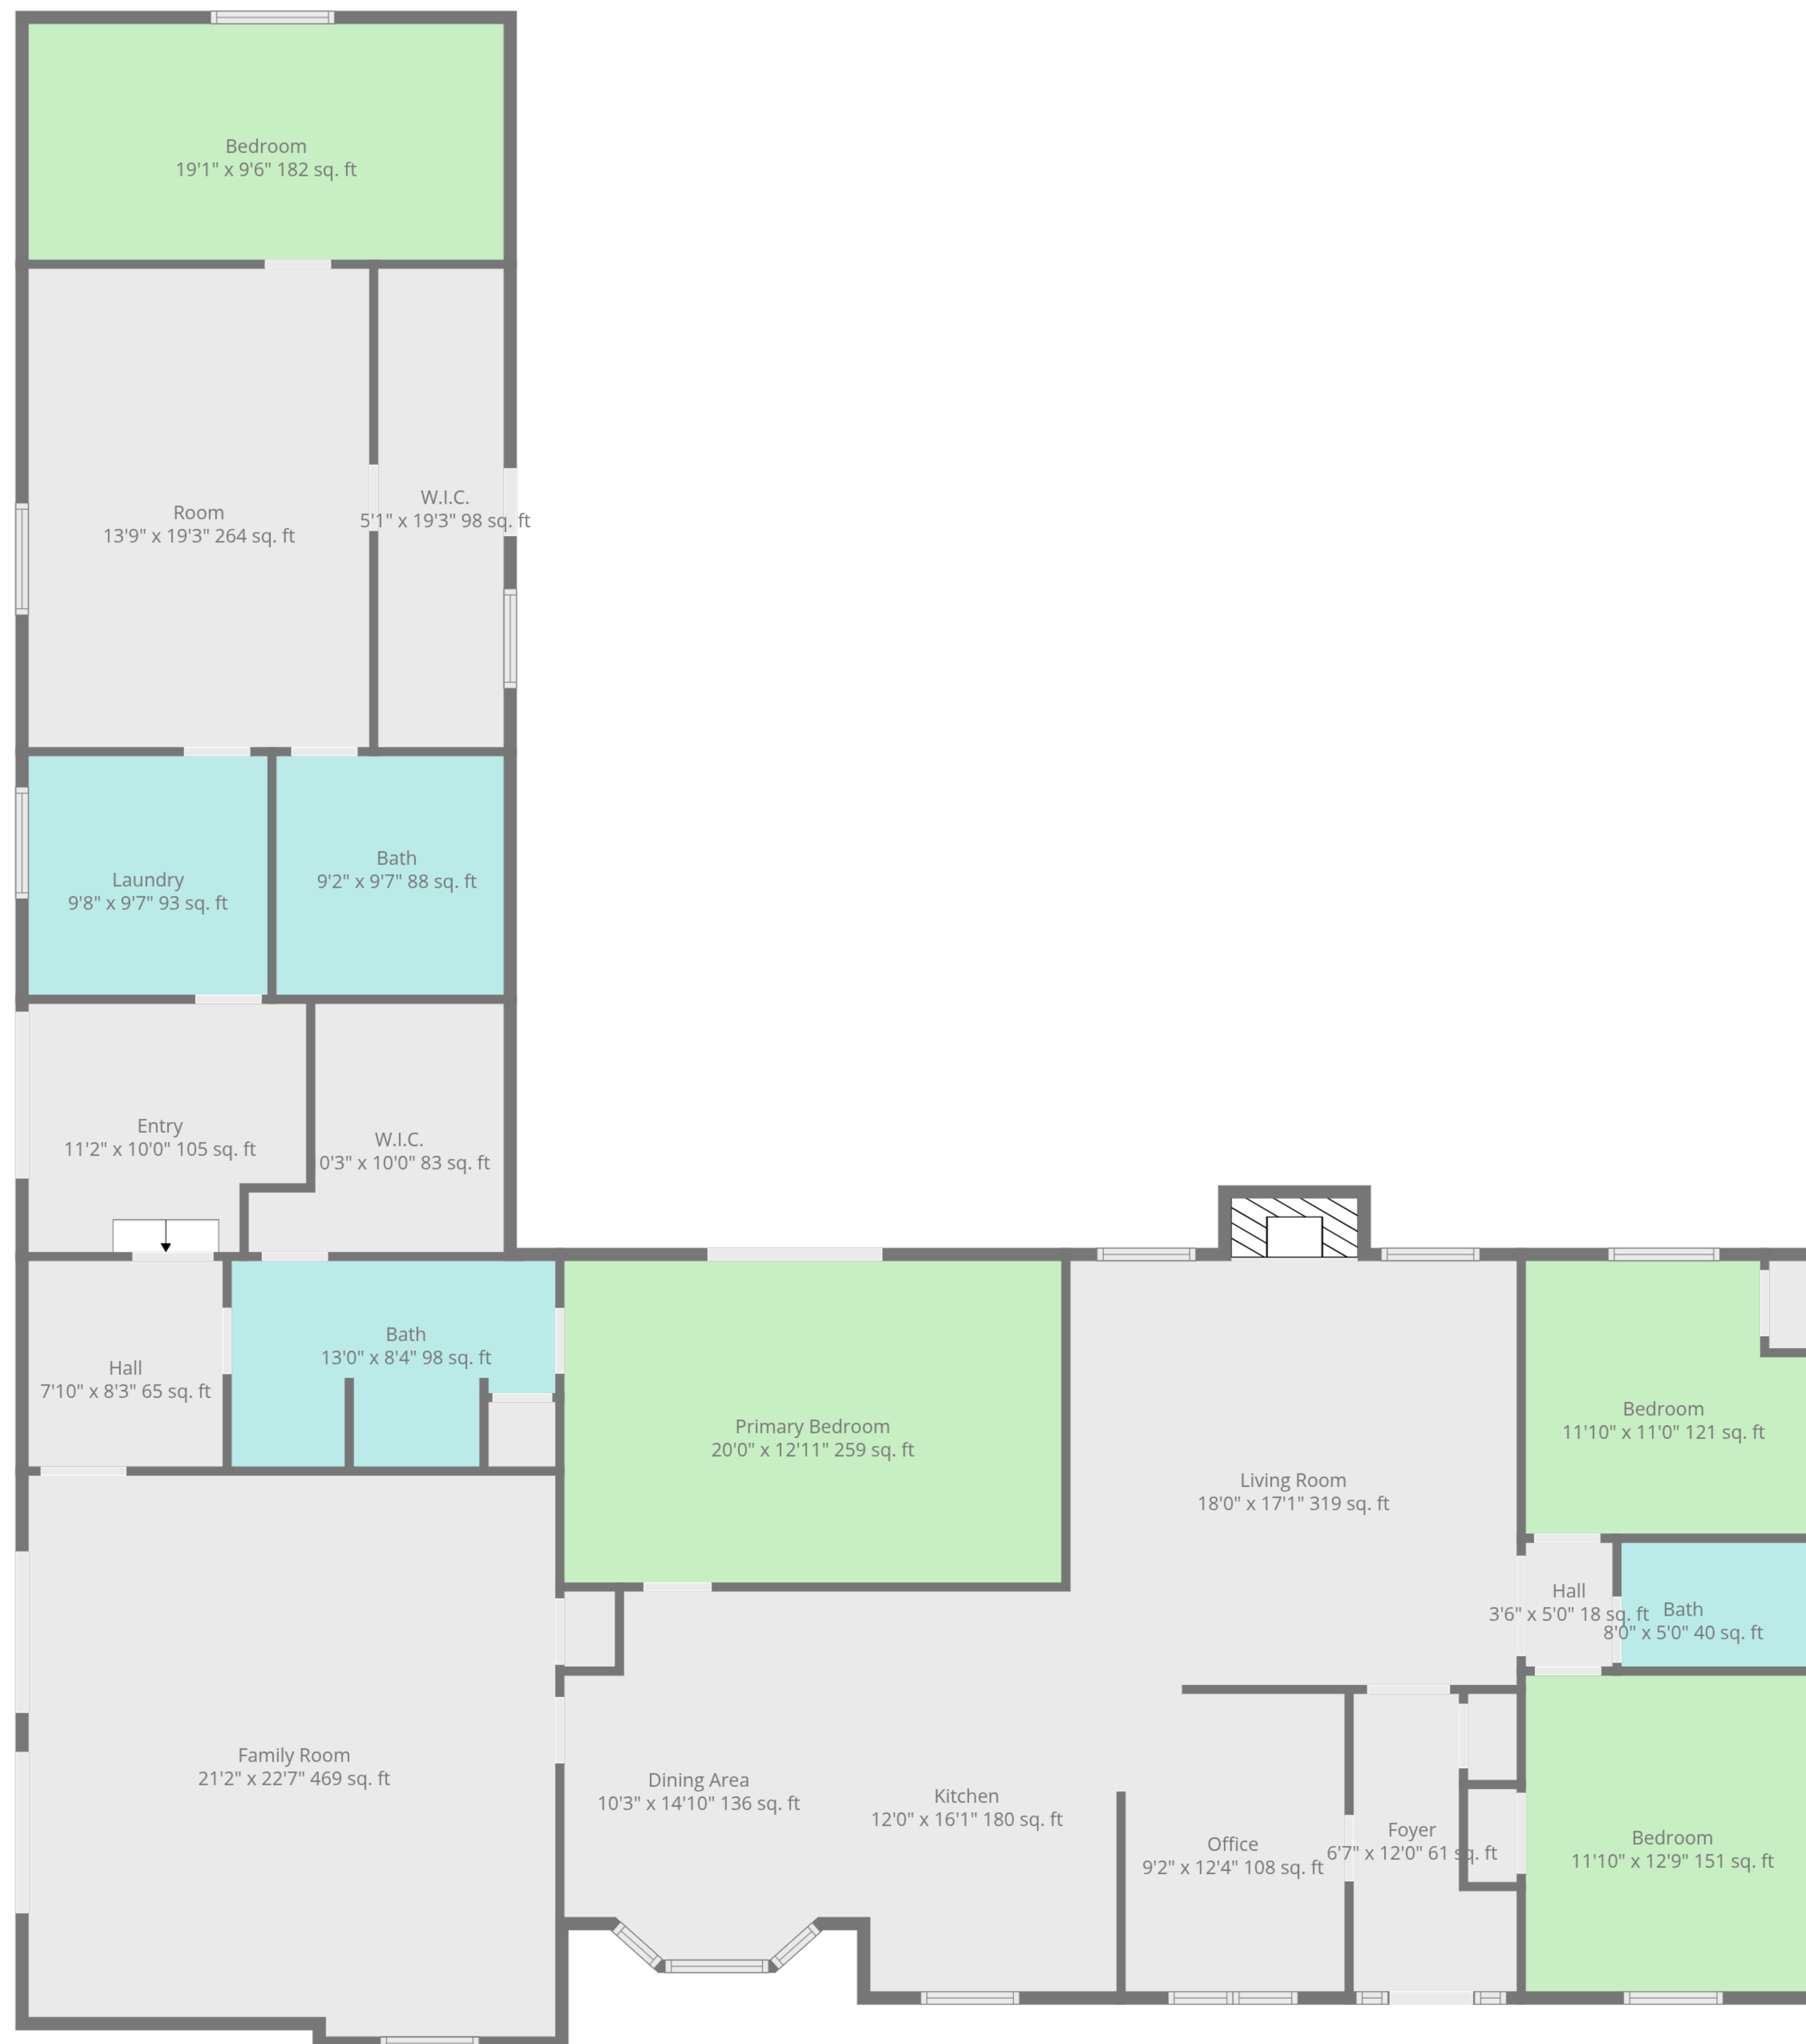 Bedroom
19'1" x 9'6" 182 sq. ft
Room
13'9" x 19'3" 264 sq. ft
W.I.C.
5'1" x 19'3" 98 sq. ft
Laundry
9'8" x 9'7" 93 sq. ft
Bath
9'2" x 9'7" 88 sq. ft
Entry
11'2" x 10'0" 105 sq. ft
W.I.C.
0'3" x 10'0" 83 sq. ft
Hall
7'10" x 8'3" 65 sq. ft
Bath
13'0" x 8'4" 98 sq. ft
Primary Bedroom
20'0" x 12'11" 259 sq. ft
Living Room
18'0" x 17'1" 319 sq. ft
Bedroom
11'10" x 11'0" 121 sq. ft
Hall
3'6" x 5'0" 18 sq. ft
Bath
8'0" x 5'0" 40 sq. ft
Family Room
21'2" x 22'7" 469 sq. ft
Dining Area
10'3" x 14'10" 136 sq. ft
Kitchen
12'0" x 16'1" 180 sq. ft
Office
9'2" x 12'4" 108 sq. ft
Foyer
6'7" x 12'0" 61 sq. ft
Bedroom
11'10" x 12'9" 151 sq. ft